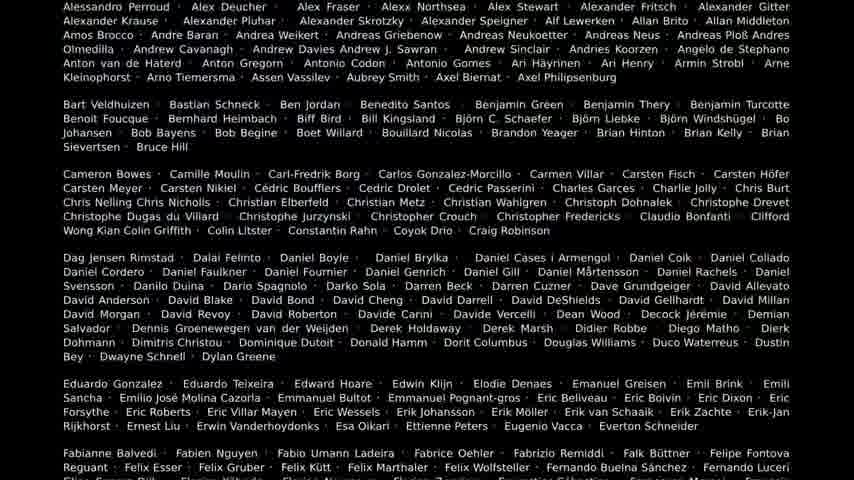 Alessandro Perroud · Alex Deucher · Alex Fraser · Alexx Northsea · Alex Stewart · Alexander Fritsch · Alexander Gitter
Alexander Krause · Alexander Pluhar · Alexander Skrotzky · Alexander Speigner · Alf Lewerken · Allan Brito · Allan Middleton
Amos Brocco · Andre Baran · Andrea Weikert · Andreas Griebenow · Andreas Neukoetter · Andreas Neus · Andreas Ploß Andres
Olmedilla · Andrew Cavanagh · Andrew Davies Andrew J. Sawran · Andrew Sinclair · Andries Koorzen · Angelo de Stephano
Anton van de Haterd · Anton Gregorn · Antonio Codon · Antonio Gomes · Ari Häyrinen · Ari Henry · Armin Strobl · Arne
Kleinophorst · Arno Tiemersma · Assen Vassilev · Aubrey Smith · Axel Biernat · Axel Philipsenburg
Bart Veldhuizen · Bastian Schneck · Ben Jordan · Benedito Santos · Benjamin Green · Benjamin Thery · Benjamin Turcotte
Benoit Foucque · Bernhard Heimbach · Biff Bird · Bill Kingsland · Björn C. Schaefer · Björn Liebke · Björn Windshügel · Bo
Johansen · Bob Bayens · Bob Begine · Boet Willard · Bouillard Nicolas · Brandon Yeager · Brian Hinton · Brian Kelly · Brian
Sievertsen · Bruce Hill
Cameron Bowes · Camille Moulin · Carl-Fredrik Borg · Carlos Gonzalez-Morcillo · Carmen Villar · Carsten Fisch · Carsten Höfer
Carsten Meyer · Carsten Nikiel · Cédric Boufflers · Cedric Drolet · Cedric Passerini · Charles Garces · Charlie Jolly · Chris Burt
Chris Nelling Chris Nicholls · Christian Elberfeld · Christian Metz · Christian Wahlgren · Christoph Dohnalek · Christophe Drevet
Christophe Dugas du Villard · Christophe Jurzynski · Christopher Crouch · Christopher Fredericks · Claudio Bonfanti · Clifford
Wong Kian Colin Griffith · Colin Litster · Constantin Rahn · Coyok Drio · Craig Robinson
Dag Jensen Rimstad · Dalai Felinto · Daniel Boyle · Daniel Brylka · Daniel Cases i Armengol · Daniel Coik · Daniel Collado
Daniel Cordero · Daniel Faulkner · Daniel Fournier · Daniel Genrich · Daniel Gill · Daniel Mårtensson · Daniel Rachels · Daniel
Svensson · Danilo Duina · Dario Spagnolo · Darko Sola · Darren Beck · Darren Cuzner · Dave Grundgeiger · David Allevato
David Anderson · David Blake · David Bond · David Cheng · David Darrell · David DeShields · David Gellhardt · David Millan
David Morgan · David Revoy · David Roberton · Davide Canni · Davide Vercelli · Dean Wood · Decock Jérémie · Demian
Salvador · Dennis Groenewegen van der Weijden · Derek Holdaway · Derek Marsh · Didier Robbe · Diego Matho · Dierk
Dohmann · Dimitris Christou · Dominique Dutoit · Donald Hamm · Dorit Columbus · Douglas Williams · Duco Waterreus · Dustin
Bey · Dwayne Schnell · Dylan Greene
Eduardo Gonzalez · Eduardo Teixeira · Edward Hoare · Edwin Klijn · Elodie Denaes · Emanuel Greisen · Emil Brink · Emili
Sancha · Emilio José Molina Cazorla · Emmanuel Bultot · Emmanuel Pognant-gros · Eric Beliveau · Eric Boivin · Eric Dixon · Eric
Forsythe · Eric Roberts · Eric Villar Mayen · Eric Wessels · Erik Johansson · Erik Möller · Erik van Schaaik · Erik Zachte · Erik-Jan
Rijkhorst · Ernest Liu · Erwin Vanderhoydonks · Esa Oikari · Ettienne Peters · Eugenio Vacca · Everton Schneider
Fabianne Balvedi · Fabien Nguyen · Fabio Umann Ladeira · Fabrice Oehler · Fabrizio Remiddi · Falk Büttner · Felipe Fontova
Reguant · Felix Esser · Felix Gruber · Felix Kütt · Felix Marthaler · Felix Wolfsteller · Fernando Buelna Sánchez · Fernando Luceri